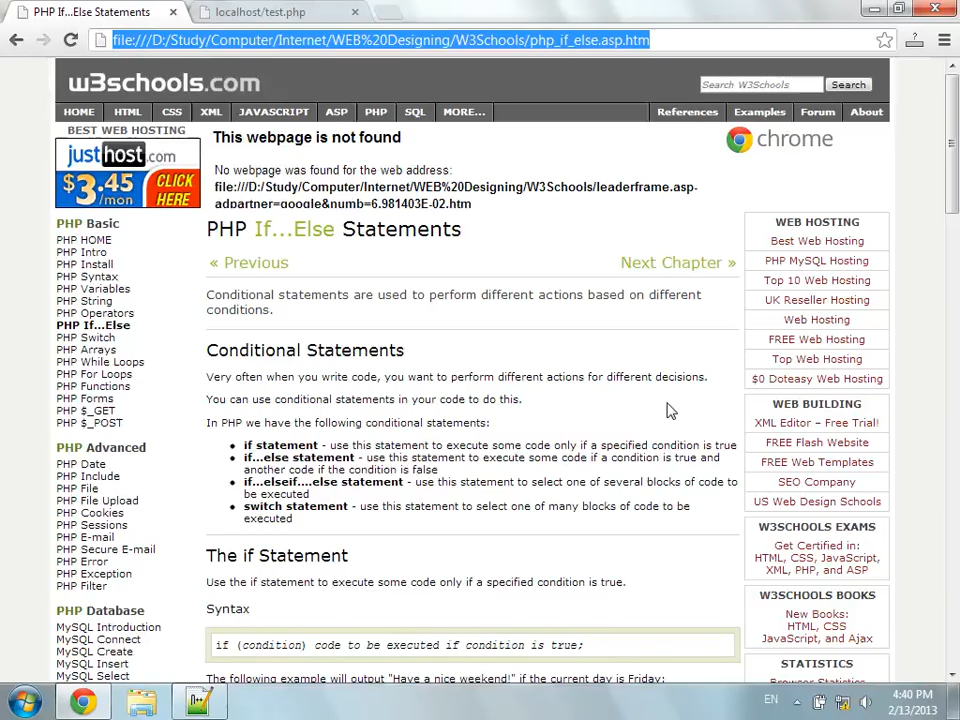 PHP If...Else Statements
localhost/test.php
file:///D:/Study/Computer/Internet/WEB%20Designing/W3Schools/php_if_else.asp.htm
w3schools.com
Search W3Schools
Search
HOME HTML CSS XML JAVASCRIPT ASP PHP SQL MORE... References Examples Forum About
BEST WEB HOSTING
justhost.com
$3.45 /mon
CLICK HERE
This webpage is not found
No webpage was found for the web address:
file:///D:/Study/Computer/Internet/WEB%20Designing/W3Schools/leaderframe.asp-
adpartner=google&numb=6.981403E-02.htm
chrome
PHP Basic
PHP HOME
PHP Intro
PHP Install
PHP Syntax
PHP Variables
PHP String
PHP Operators
PHP If...Else
PHP Switch
PHP Arrays
PHP While Loops
PHP For Loops
PHP Functions
PHP Forms
PHP $_GET
PHP $_POST
PHP Advanced
PHP Date
PHP Include
PHP File
PHP File Upload
PHP Cookies
PHP Sessions
PHP E-mail
PHP Secure E-mail
PHP Error
PHP Exception
PHP Filter
PHP Database
MySQL Introduction
MySQL Connect
MySQL Create
MySQL Insert
MySQL Select
PHP If...Else Statements
« Previous
Next Chapter »
Conditional statements are used to perform different actions based on different
conditions.
Conditional Statements
Very often when you write code, you want to perform different actions for different decisions.
You can use conditional statements in your code to do this.
In PHP we have the following conditional statements:
• if statement - use this statement to execute some code only if a specified condition is true
• if...else statement - use this statement to execute some code if a condition is true and
another code if the condition is false
• if...elseif....else statement - use this statement to select one of several blocks of code to
be executed
• switch statement - use this statement to select one of many blocks of code to be
executed
The if Statement
Use the if statement to execute some code only if a specified condition is true.
Syntax
if (condition) code to be executed if condition is true;
The following example will output "Have a nice weekend!" if the current day is Friday:
WEB HOSTING
Best Web Hosting
PHP MySQL Hosting
Top 10 Web Hosting
UK Reseller Hosting
Web Hosting
FREE Web Hosting
Top Web Hosting
$0 Doteasy Web Hosting
WEB BUILDING
XML Editor – Free Trial!
FREE Flash Website
FREE Web Templates
SEO Company
US Web Design Schools
W3SCHOOLS EXAMS
Get Certified in:
HTML, CSS, JavaScript,
XML, PHP, and ASP
W3SCHOOLS BOOKS
New Books:
HTML, CSS
JavaScript, and Ajax
STATISTICS
Browser Statistics
EN
4:40 PM
2/13/2013